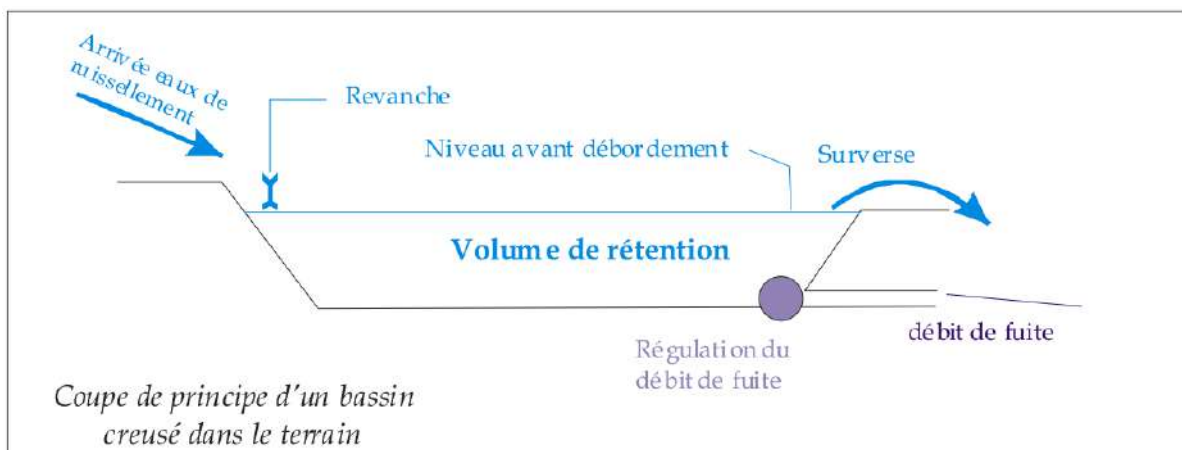 Arrivée eaux de
ruissellement
Revanche
Niveau avant débordement
Surverse
Volume de rétention
Régulation du
débit de fuite
débit de fuite
Coupe de principe d'un bassin
creusé dans le terrain